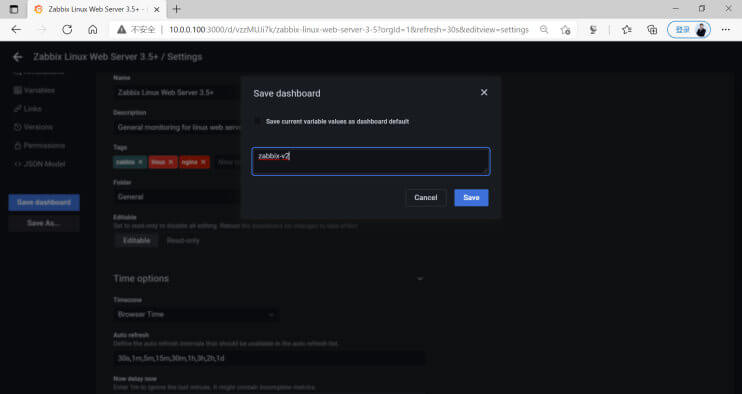 Zabbix Linux Web Server 3.5+ -
不安全
10.0.0.100:3000/d/vzzMUJi7k/zabbix-linux-web-server-3-5?orgId=1&refresh=30s&editview=settings
登录
Zabbix Linux Web Server 3.5+ / Settings
Variables
Links
Versions
Permissions
JSON Model
Save dashboard
Save As...
Name
Zabbix Linux Web Server 3.5+
Description
General monitoring for linux web serve
Tags
zabbix
linux
nginx
New
Folder
General
Editable
Set to read-only to disable all editing. Reload the dashboard for changes to take effect
Editable
Read-only
Time options
Timezone
Browser Time
Auto refresh
Define the auto refresh intervals that should be available in the auto refresh list.
30s,1m,5m,15m,30m,1h,3h,2h,1d
Now delay now
Enter 1m to ignore the last minute. It might contain incomplete metrics.
Save dashboard
Save current variable values as dashboard default
zabbix-v2
Cancel
Save